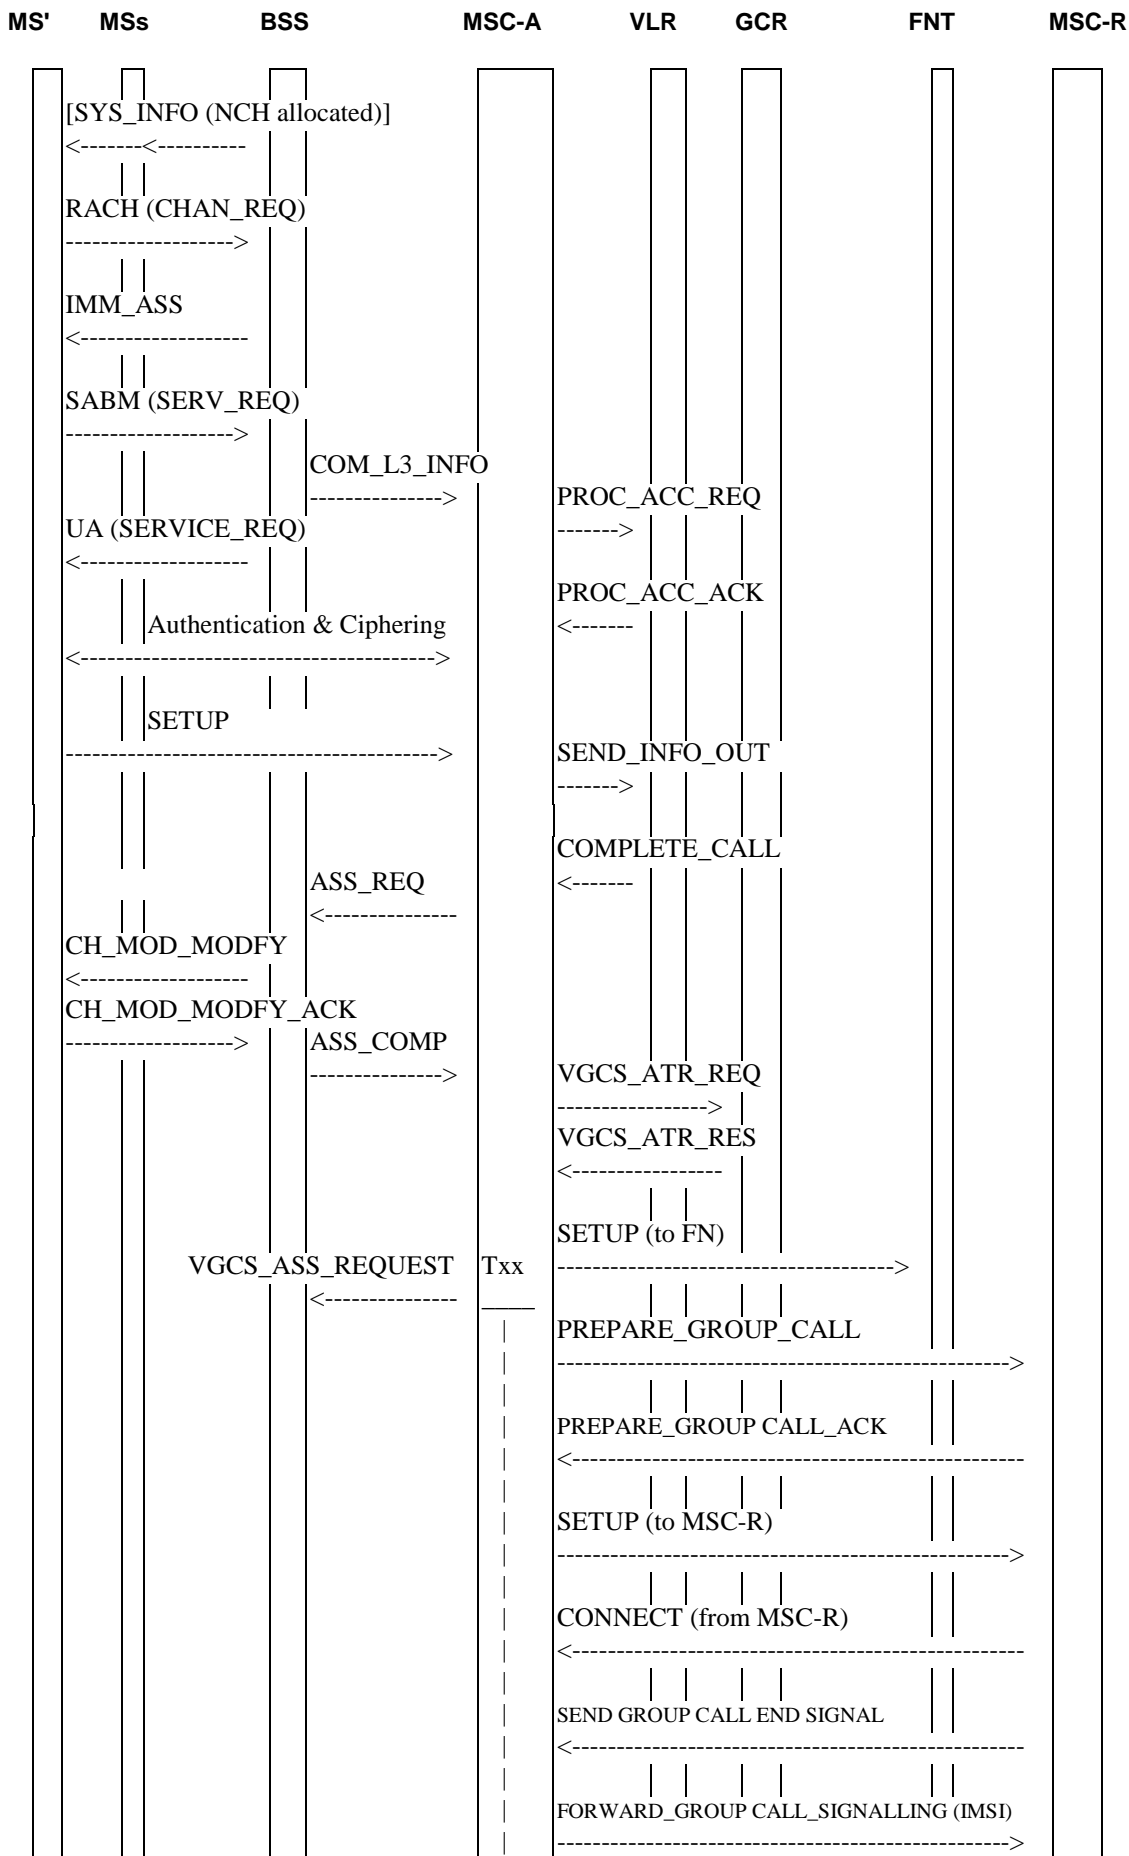 MS' MSs BSS MSC-A VLR GCR FNT MSC-R
[SYS_INFO (NCH allocated)]
<-------<----------
RACH (CHAN_REQ)
------------------->
IMM_ASS
<-------------------
SABM (SERV_REQ)
------------------->
COM_L3_INFO
---------------> PROC_ACC_REQ
UA (SERVICE_REQ) ------->
<-------------------
PROC_ACC_ACK
Authentication & Ciphering <-------
<---------------------------------------->
SETUP
------------------------------------------> SEND_INFO_OUT
------->
COMPLETE_CALL
ASS_REQ <-------
<---------------
CH_MOD_MODFY
<-------------------
CH_MOD_MODFY_ACK
-------------------> ASS_COMP
---------------> VGCS_ATR_REQ
----------------->
VGCS_ATR_RES
<-----------------
SETUP (to FN)
VGCS_ASS_REQUEST Txx -------------------------------------->
<--------------- ____
| PREPARE_GROUP_CALL
| --------------------------------------------------->
|
| PREPARE_GROUP CALL_ACK
| <---------------------------------------------------
|
| SETUP (to MSC-R)
| --------------------------------------------------->
|
| CONNECT (from MSC-R)
| <---------------------------------------------------
|
| SEND GROUP CALL END SIGNAL
| <---------------------------------------------------
|
| FORWARD_GROUP CALL_SIGNALLING (IMSI)
| --------------------------------------------------->